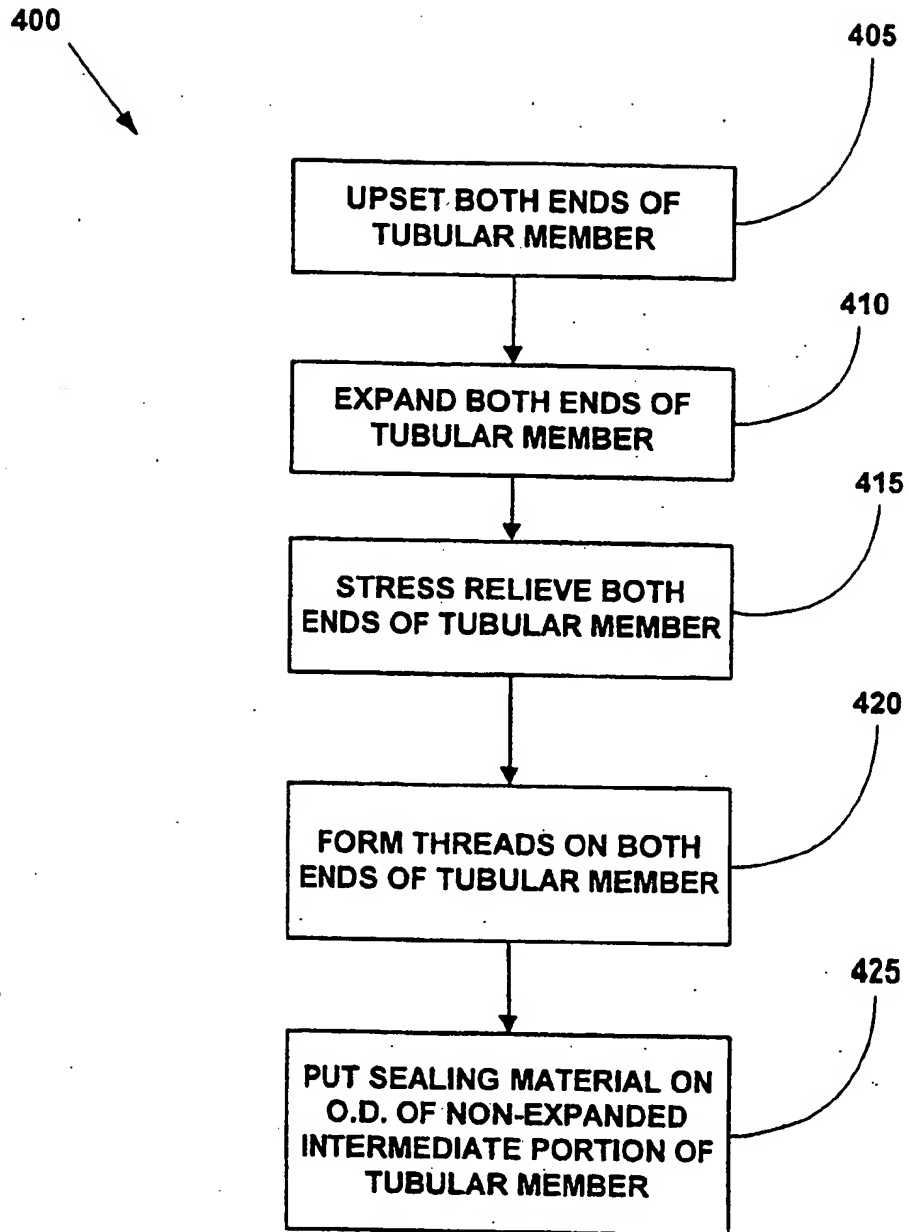 400
405
UPSET BOTH ENDS OF
TUBULAR MEMBER
410
EXPAND BOTH ENDS OF
TUBULAR MEMBER
415
STRESS RELIEVE BOTH
ENDS OF TUBULAR MEMBER
420
FORM THREADS ON BOTH
ENDS OF TUBULAR MEMBER
425
PUT SEALING MATERIAL ON
O.D. OF NON-EXPANDED
INTERMEDIATE PORTION OF
TUBULAR MEMBER